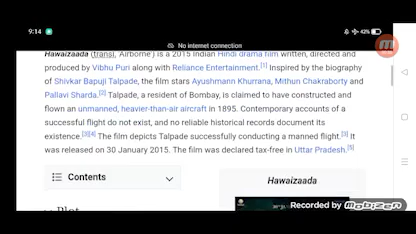 9:14
42%
No internet connection
Hawaizaada (transl. 'Airborne') is a 2015 Indian Hindi drama film written, directed and
produced by Vibhu Puri along with Reliance Entertainment.[1] Inspired by the biography
of Shivkar Bapuji Talpade, the film stars Ayushmann Khurrana, Mithun Chakraborty and
Pallavi Sharda.[2] Talpade, a resident of Bombay, is claimed to have constructed and
flown an unmanned, heavier-than-air aircraft in 1895. Contemporary accounts of a
successful flight do not exist, and no reliable historical records document its
existence.[3][4] The film depicts Talpade successfully conducting a manned flight.[3] It
was released on 30 January 2015. The film was declared tax-free in Uttar Pradesh.[5]
Contents
Hawaizaada
Plot
Recorded by mobizen